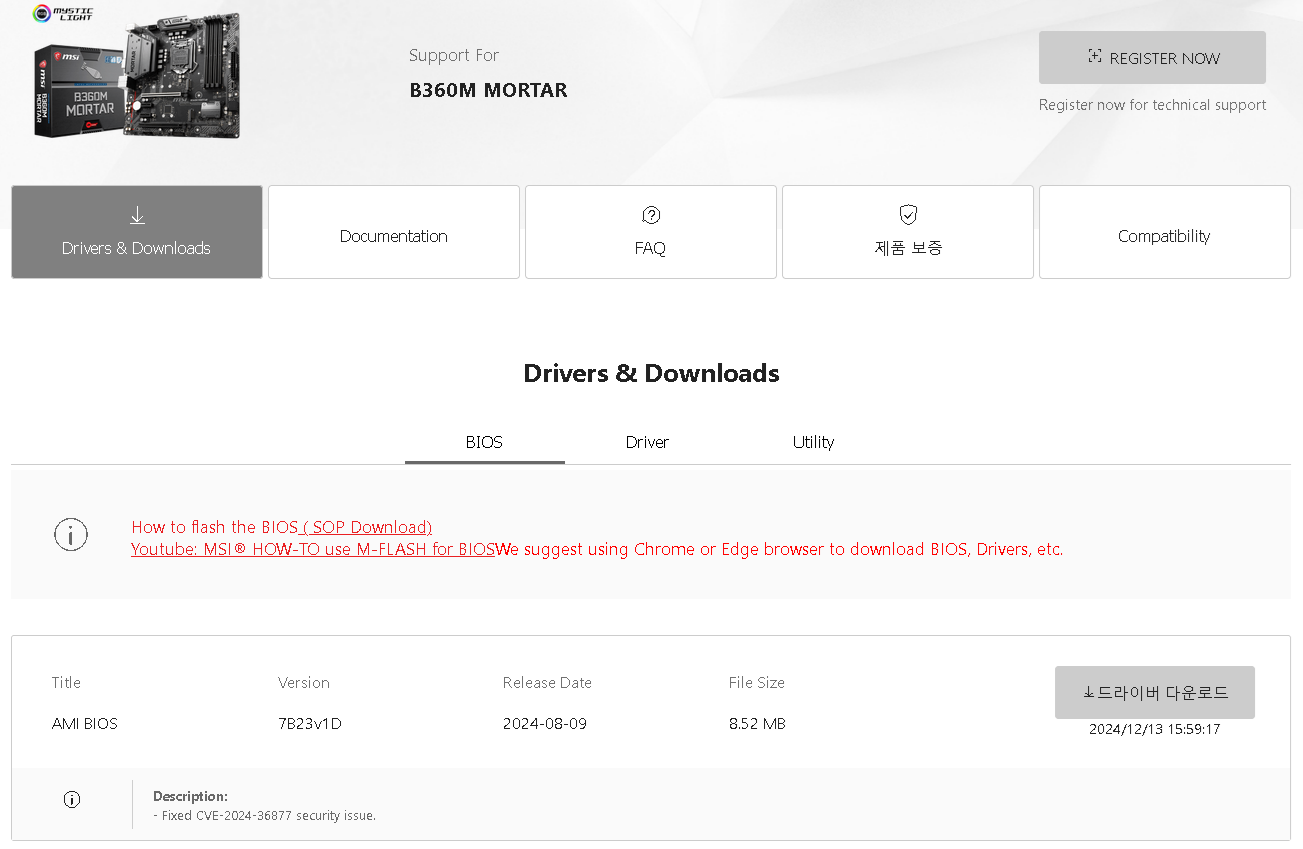 MYSTIC LIGHT
msi
B360M
MORTAR
Support For
B360M MORTAR
REGISTER NOW
Register now for technical support
Drivers & Downloads
Documentation
FAQ
제품 보증
Compatibility
Drivers & Downloads
BIOS
Driver
Utility
How to flash the BIOS ( SOP Download)
Youtube: MSI® HOW-TO use M-FLASH for BIOSWe suggest using Chrome or Edge browser to download BIOS, Drivers, etc.
Title
Version
Release Date
File Size
드라이버 다운로드
AMI BIOS
7B23v1D
2024-08-09
8.52 MB
2024/12/13 15:59:17
Description:
- Fixed CVE-2024-36877 security issue.